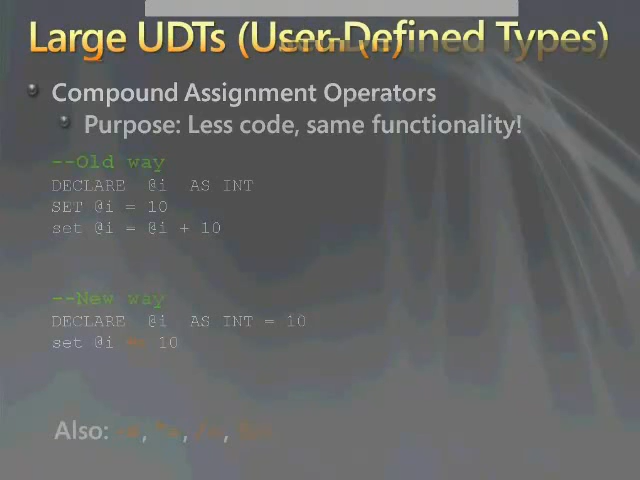 Large UDTs (User-Defined Types)
Compound Assignment Operators
Purpose: Less code, same functionality!
--Old way
DECLARE @i AS INT
SET @i = 10
set @i = @i + 10
--New way
DECLARE @i AS INT = 10
set @i += 10
Also: -=, *=, /=,